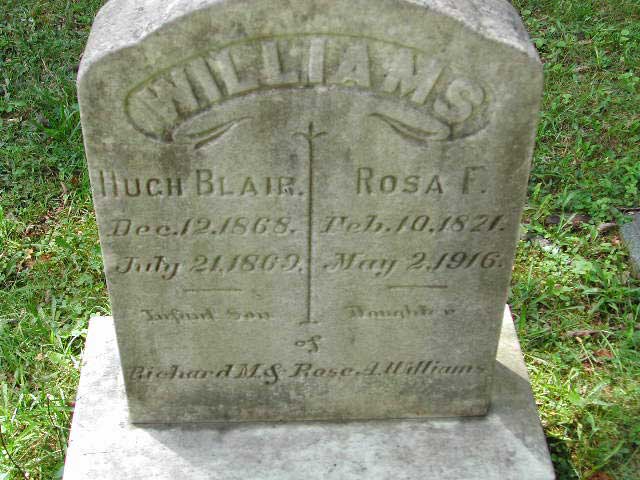 WILLIAMS
HUGH BLAIR. ROSA F.
Dec. 12, 1868. Feb. 10, 1821.
July 21, 1869. May 2, 1916.
Infant Son Daughter
of
Richard M. & Rose A. Williams